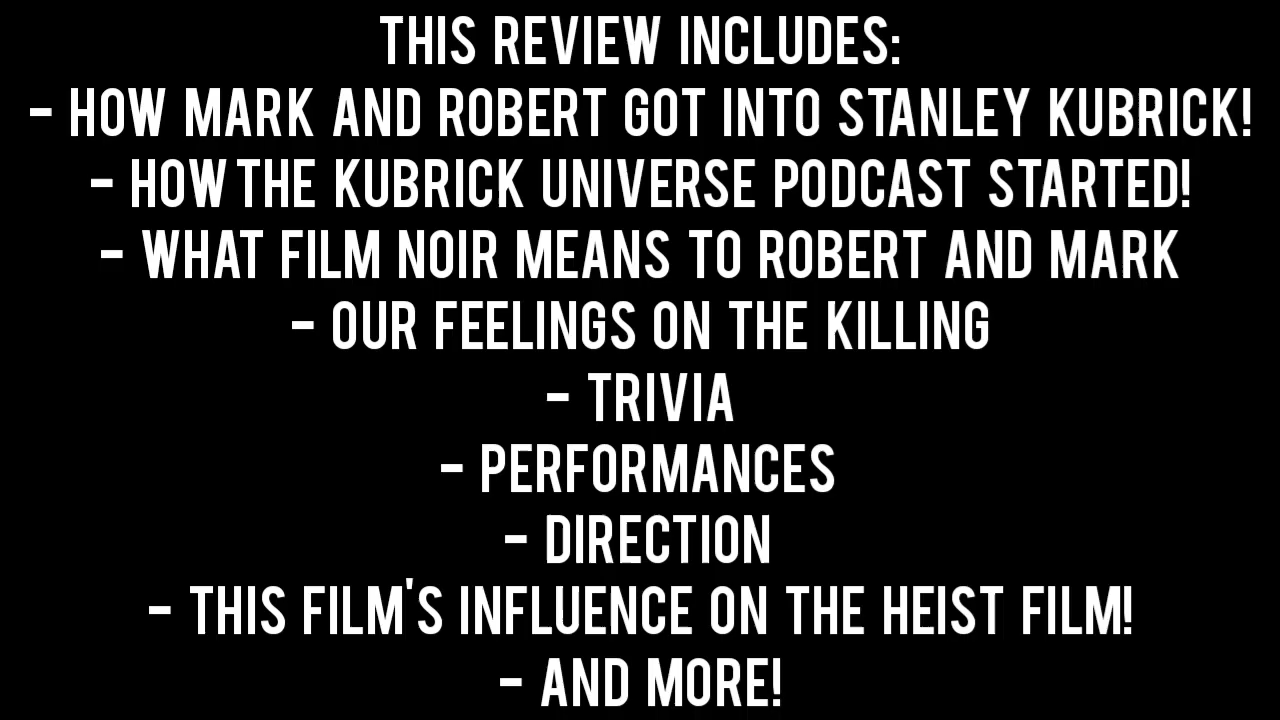 THIS REVIEW INCLUDES:
- HOW MARK AND ROBERT GOT INTO STANLEY KUBRICK!
- HOW THE KUBRICK UNIVERSE PODCAST STARTED!
- WHAT FILM NOIR MEANS TO ROBERT AND MARK
- OUR FEELINGS ON THE KILLING
- TRIVIA
- PERFORMANCES
- DIRECTION
- THIS FILM'S INFLUENCE ON THE HEIST FILM!
- AND MORE!